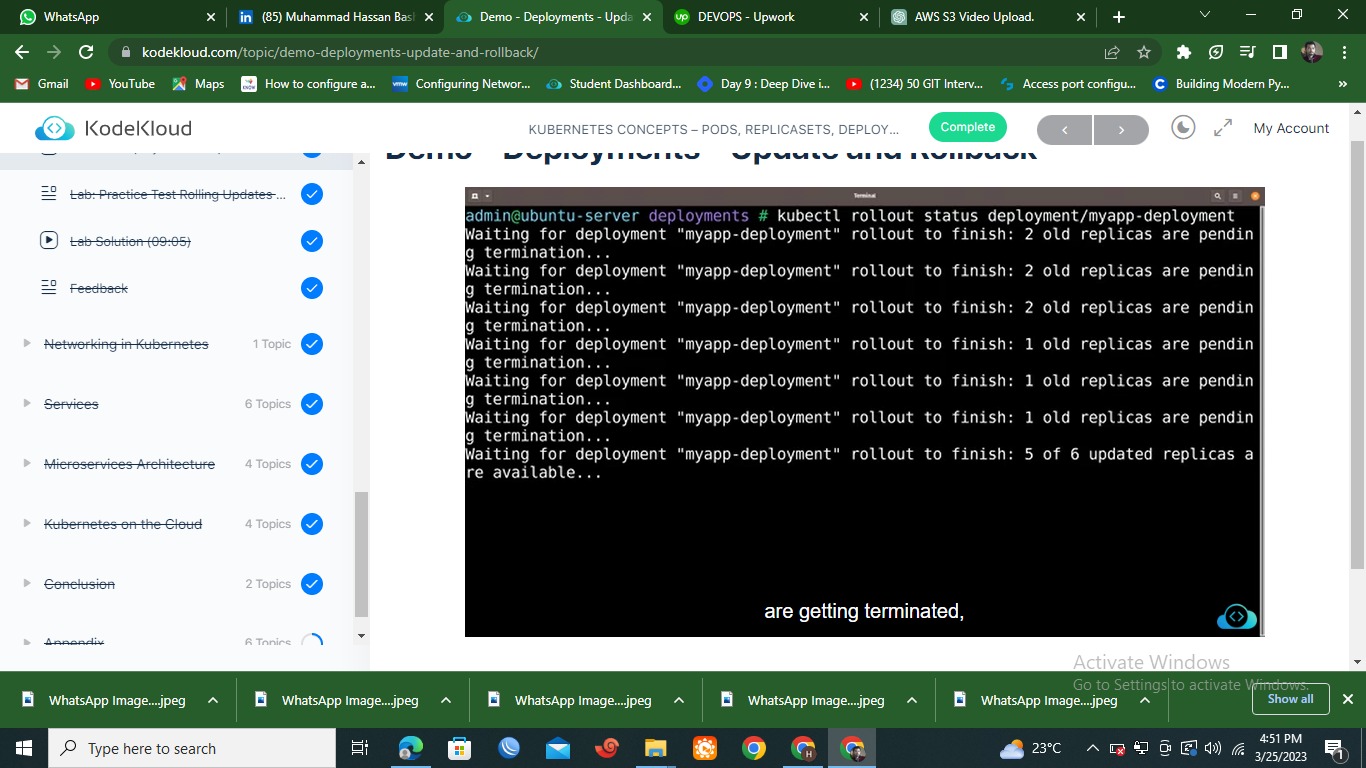 WhatsApp
(85) Muhammad Hassan Bas
Demo - Deployments - Upda
DEVOPS - Upwork
AWS S3 Video Upload.
kodekloud.com/topic/demo-deployments-update-and-rollback/
Gmail
YouTube
Maps
How to configure a...
Configuring Networ...
Student Dashboard...
Day 9 : Deep Dive i...
(1234) 50 GIT Interv...
Access port configu...
Building Modern Py...
KodeKloud
KUBERNETES CONCEPTS – PODS, REPLICASETS, DEPLOY...
Complete
My Account
Demo – Deployments – Update and Rollback
Lab: Practice Test Rolling Updates ...
Lab Solution (09:05)
Feedback
Networking in Kubernetes 1 Topic
Services 6 Topics
Microservices Architecture 4 Topics
Kubernetes on the Cloud 4 Topics
Conclusion 2 Topics
Appendix 6 Topics
Terminal
admin@ubuntu-server deployments # kubectl rollout status deployment/myapp-deployment
Waiting for deployment "myapp-deployment" rollout to finish: 2 old replicas are pendin
g termination...
Waiting for deployment "myapp-deployment" rollout to finish: 2 old replicas are pendin
g termination...
Waiting for deployment "myapp-deployment" rollout to finish: 2 old replicas are pendin
g termination...
Waiting for deployment "myapp-deployment" rollout to finish: 1 old replicas are pendin
g termination...
Waiting for deployment "myapp-deployment" rollout to finish: 1 old replicas are pendin
g termination...
Waiting for deployment "myapp-deployment" rollout to finish: 1 old replicas are pendin
g termination...
Waiting for deployment "myapp-deployment" rollout to finish: 5 of 6 updated replicas a
re available...
are getting terminated,
Activate Windows
Go to Settings to activate Windows.
WhatsApp Image....jpeg
WhatsApp Image....jpeg
WhatsApp Image....jpeg
WhatsApp Image....jpeg
WhatsApp Image....jpeg
Show all
Type here to search
23°C
4:51 PM
3/25/2023
1